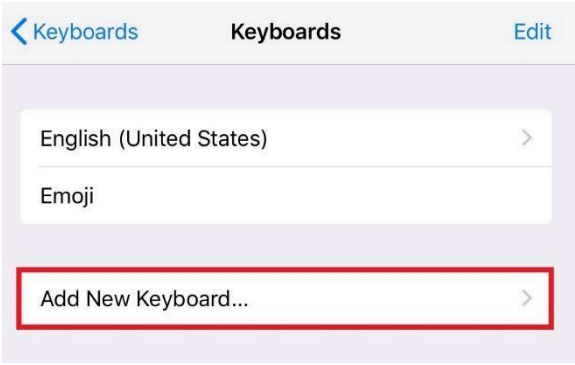 Keyboards Keyboards Edit
English (United States)
Emoji
Add New Keyboard...